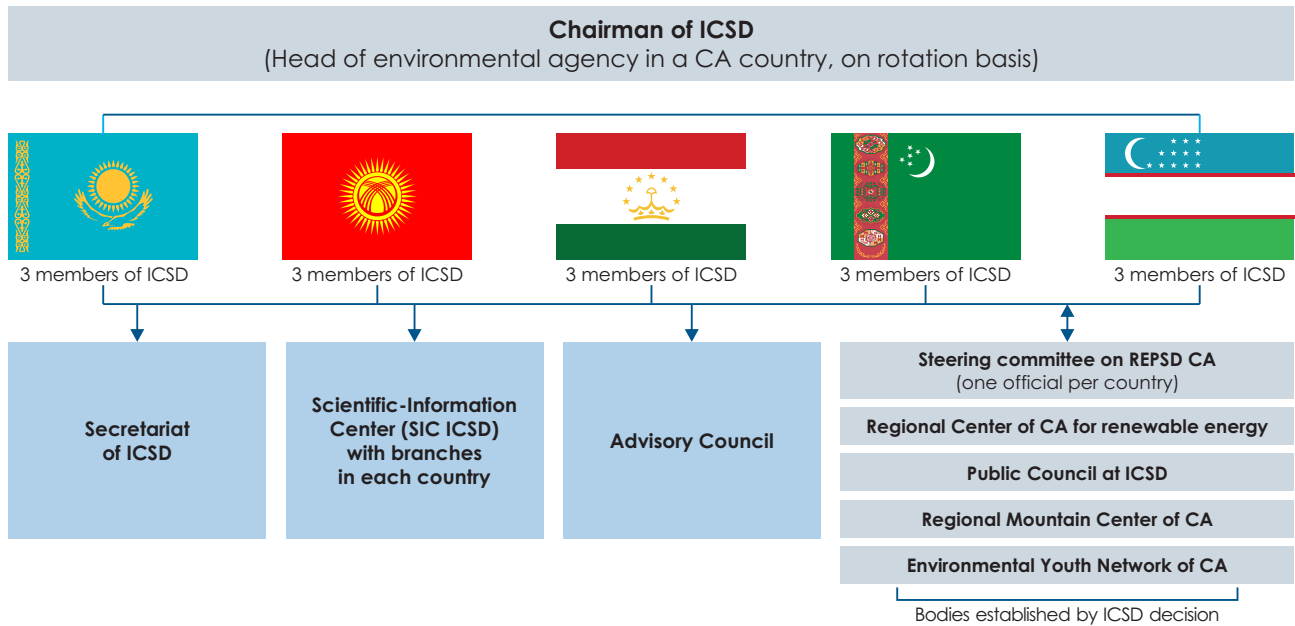 Chairman of ICSD
(Head of environmental agency in a CA country, on rotation basis)
3 members of ICSD
3 members of ICSD
3 members of ICSD
3 members of ICSD
3 members of ICSD
Secretariat
of ICSD
Scientific-Information
Center (SIC ICSD)
with branches
in each country
Advisory Council
Steering committee on REPSD CA
(one official per country)
Regional Center of CA for renewable energy
Public Council at ICSD
Regional Mountain Center of CA
Environmental Youth Network of CA
Bodies established by ICSD decision